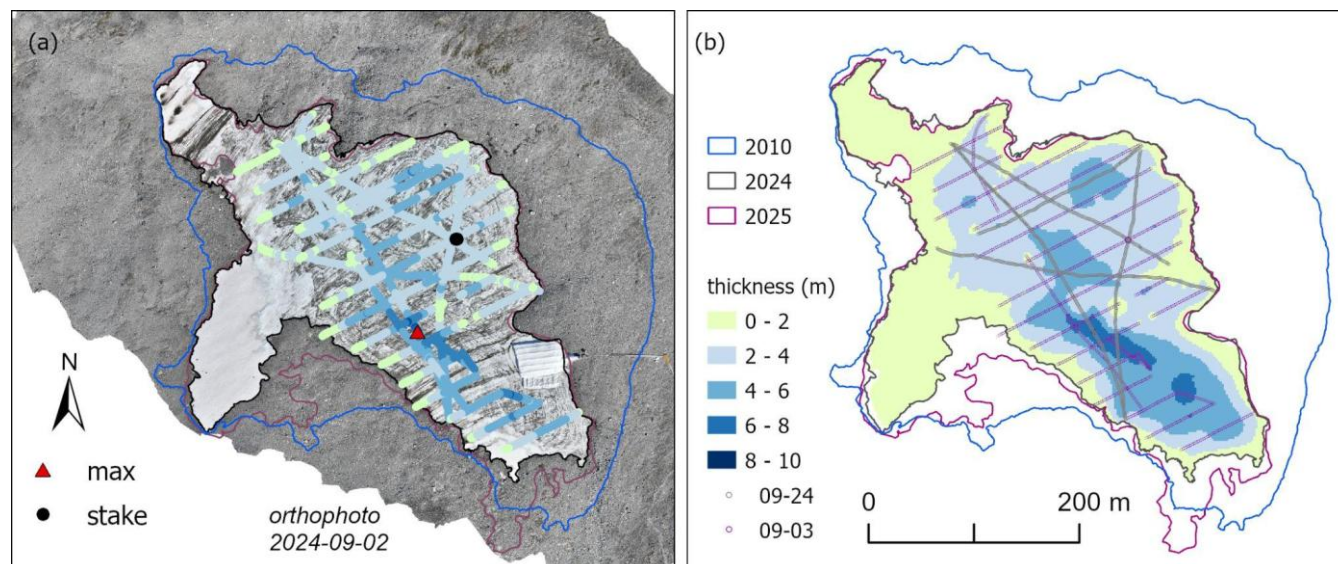 (a)
N
max
stake
orthophoto
2024-09-02
(b)
2010
2024
2025
thickness (m)
0 - 2
2 - 4
4 - 6
6 - 8
8 - 10
09-24
09-03
0
200 m